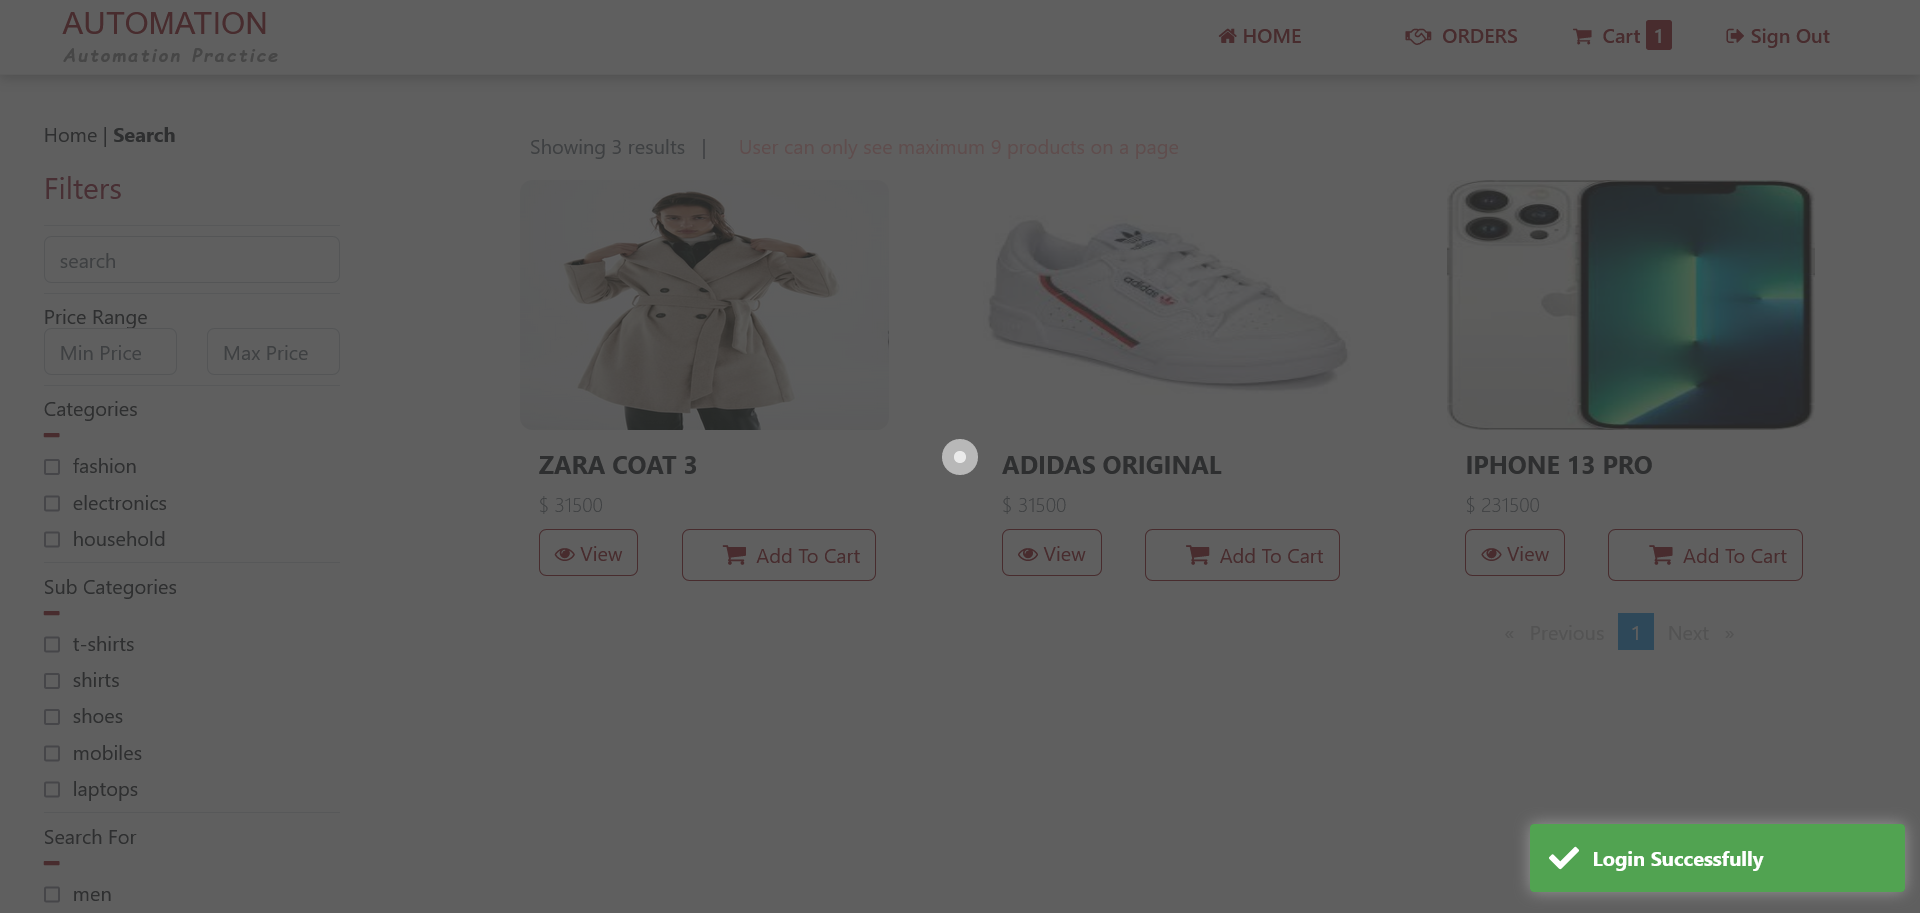 AUTOMATION
Automation Practice
HOME
ORDERS
Cart 1
Sign Out
Home | Search
Showing 3 results |
User can only see maximum 9 products on a page
Filters
search
Price Range
Min Price
Max Price
Categories
fashion
electronics
household
Sub Categories
t-shirts
shirts
shoes
mobiles
laptops
Search For
men
adidas
ZARA COAT 3
$ 31500
View
Add To Cart
ADIDAS ORIGINAL
$ 31500
View
Add To Cart
IPHONE 13 PRO
$ 231500
View
Add To Cart
« Previous 1 Next »
Login Successfully